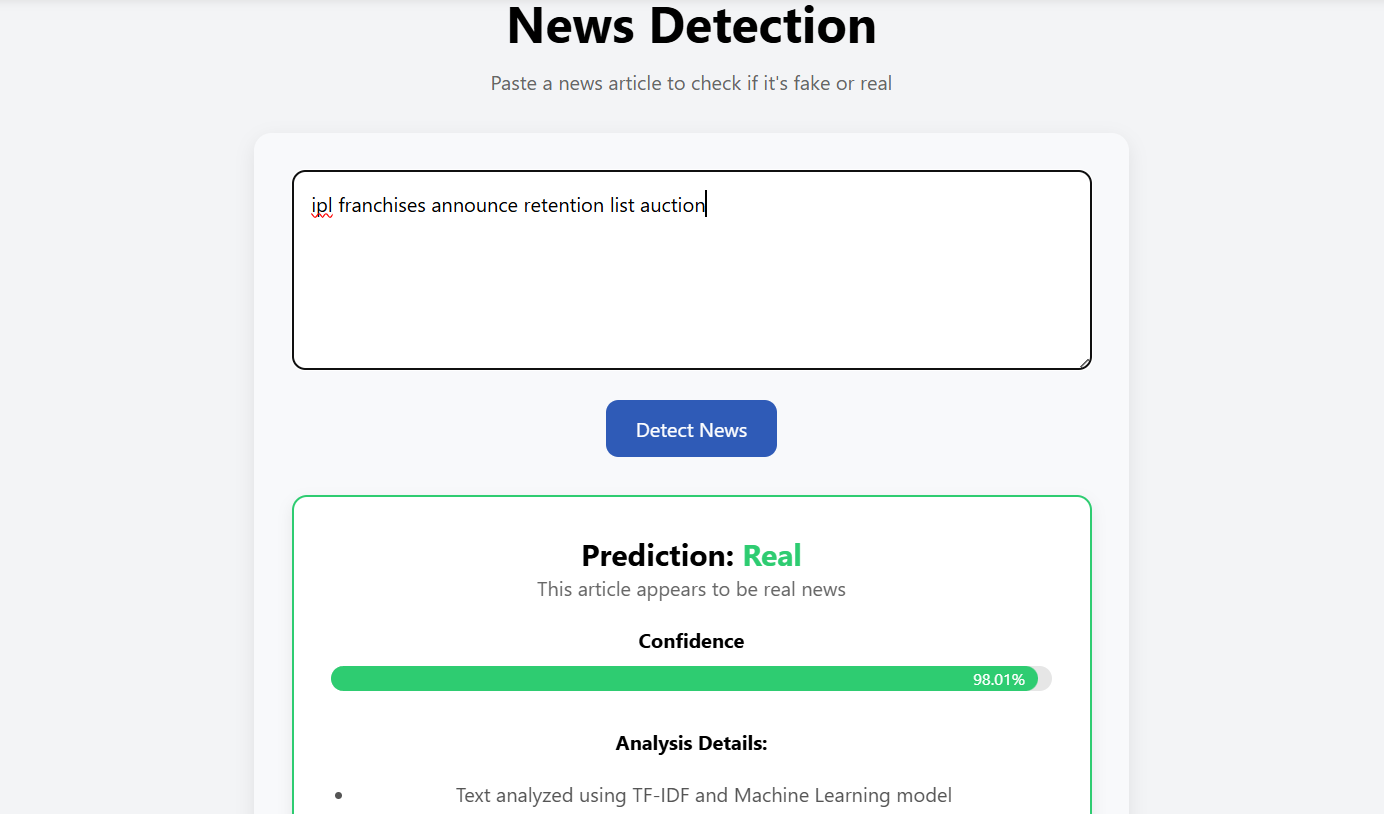 News Detection
Paste a news article to check if it's fake or real
ipl franchises announce retention list auction
Detect News
Prediction: Real
This article appears to be real news
Confidence
98.01%
Analysis Details:
• Text analyzed using TF-IDF and Machine Learning model